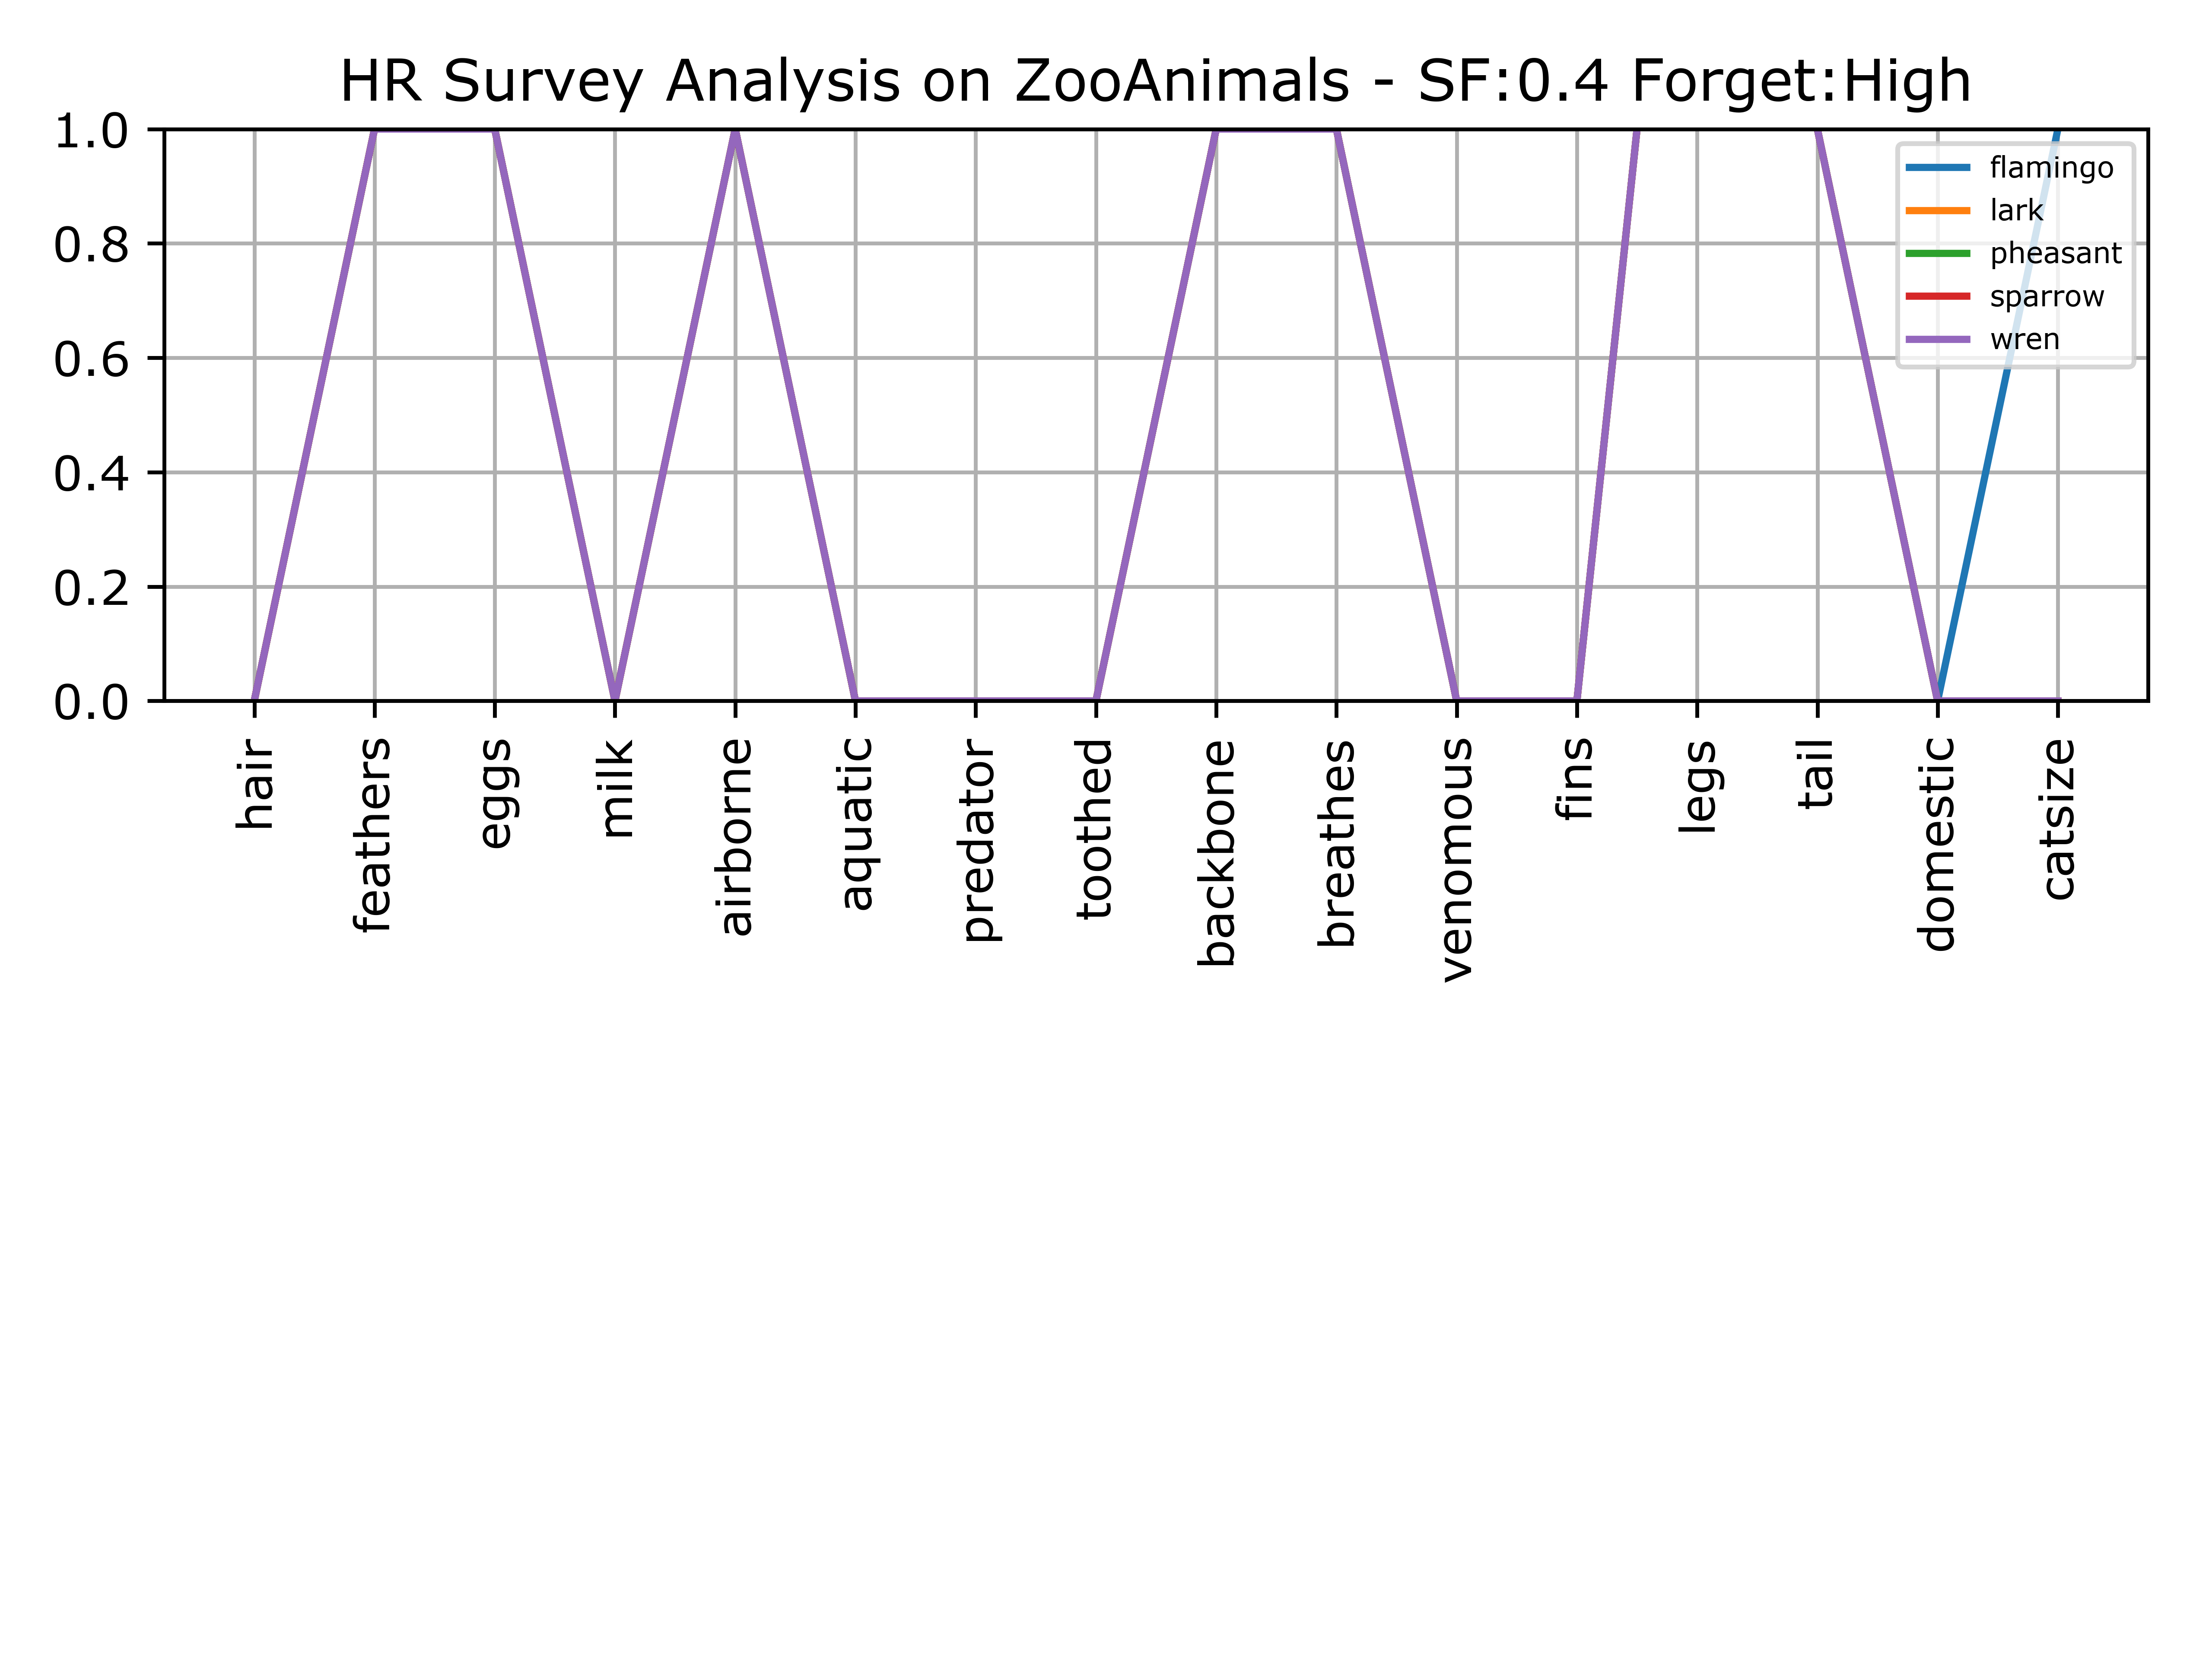 HR Survey Analysis on ZooAnimals - SF:0.4 Forget:High
1.0
0.8
0.6
0.4
0.2
0.0
flamingo
lark
pheasant
sparrow
wren
hair
feathers
eggs
milk
airborne
aquatic
predator
toothed
backbone
breathes
venomous
fins
legs
tail
domestic
catsize